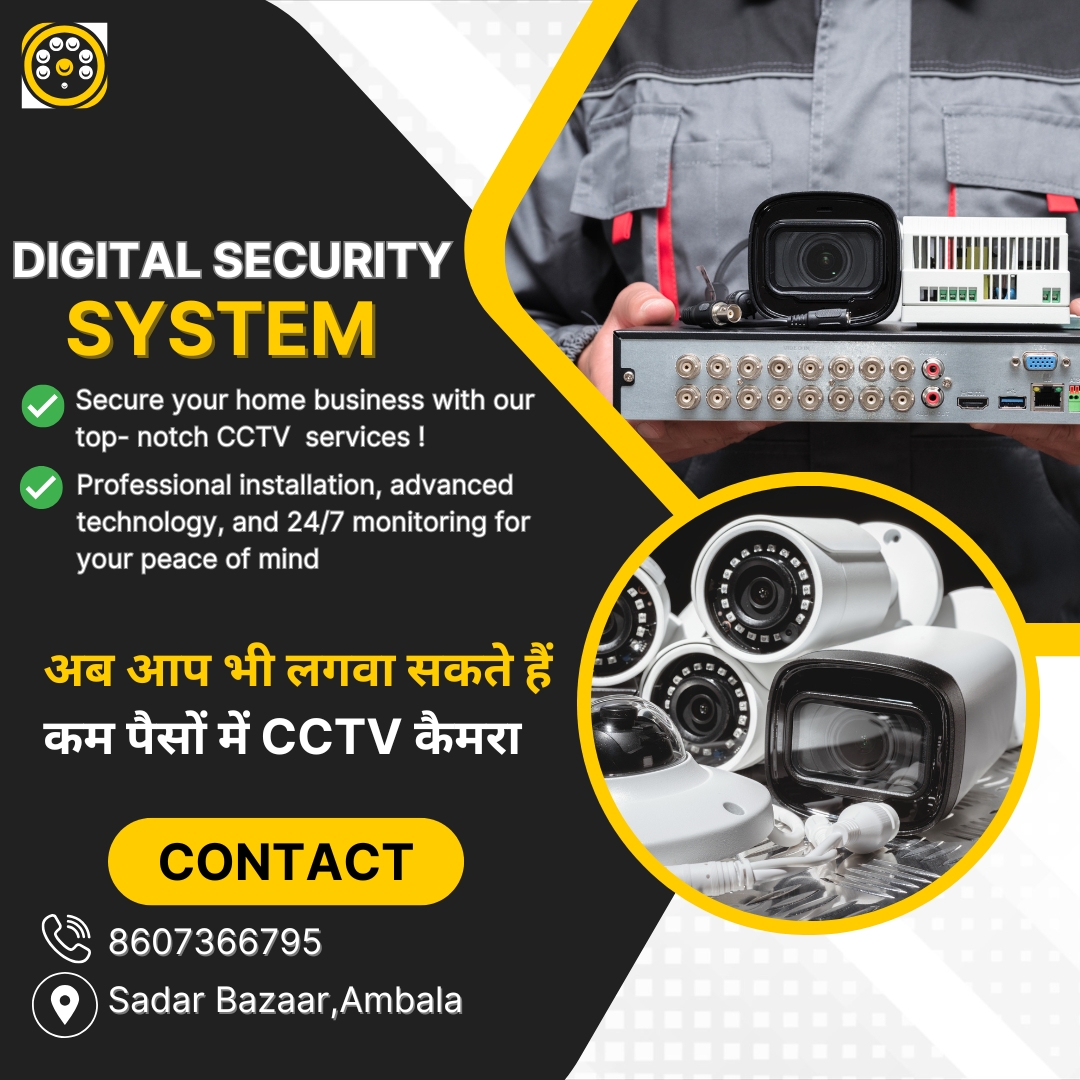 DIGITAL SECURITY
SYSTEM
Secure your home business with our
top- notch CCTV services !
Professional installation, advanced
technology, and 24/7 monitoring for
your peace of mind
अब आप भी लगवा सकते हैं
कम पैसों में CCTV कैमरा
CONTACT
8607366795
Sadar Bazaar,Ambala